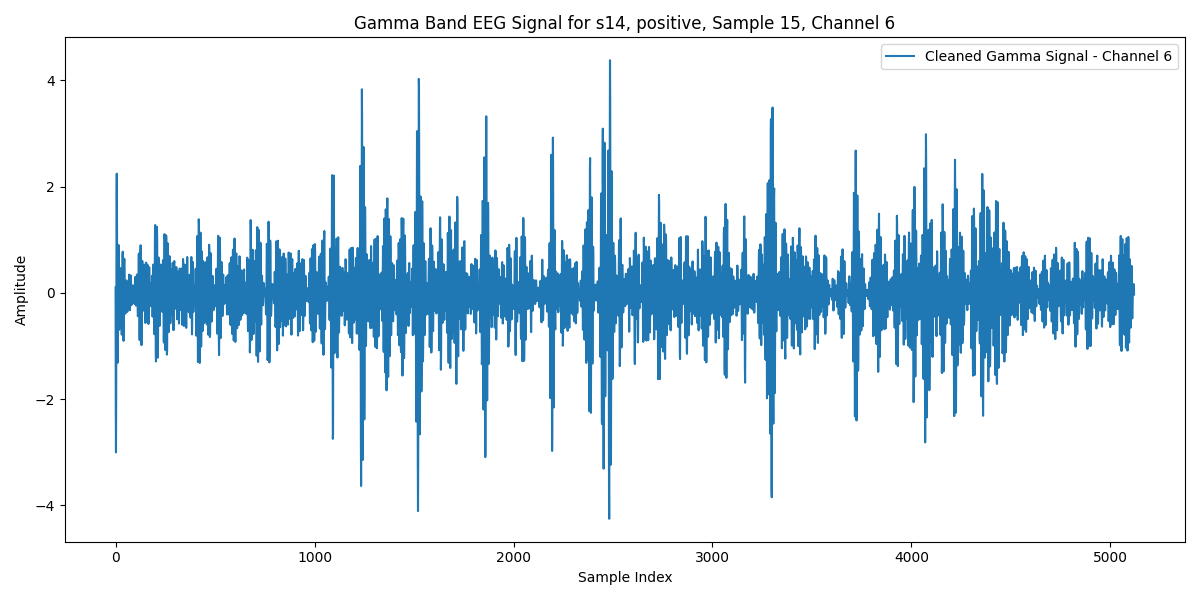 Gamma Band EEG Signal for s14, positive, Sample 15, Channel 6
Cleaned Gamma Signal - Channel 6
Amplitude
4
2
0
−2
−4
0 1000 2000 3000 4000 5000
Sample Index